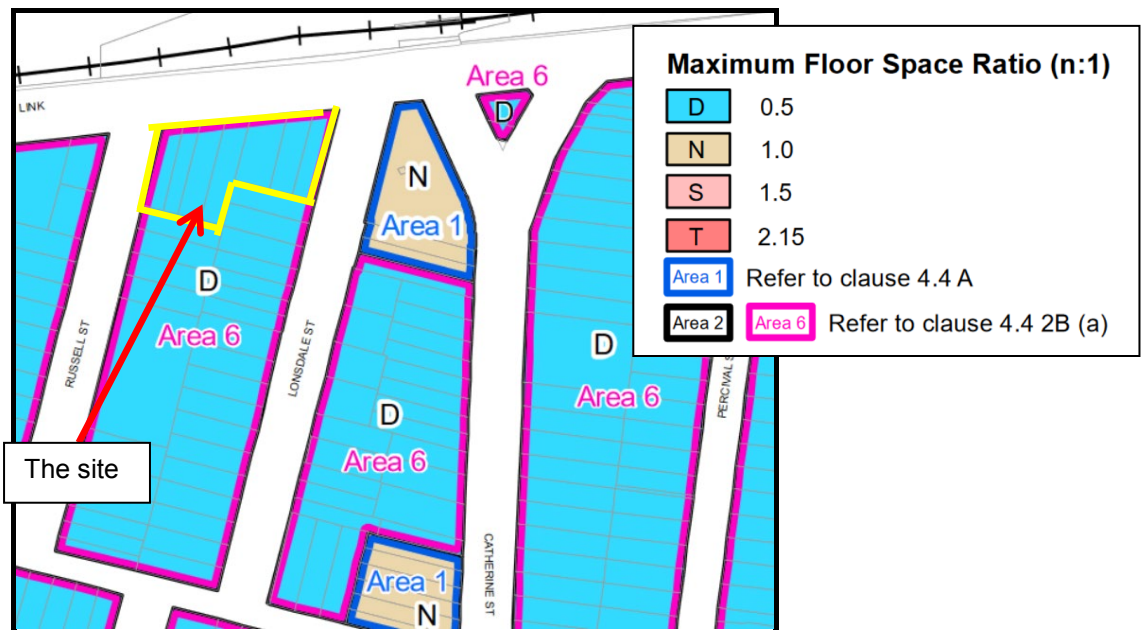 Maximum Floor Space Ratio (n:1)
D 0.5
N 1.0
S 1.5
T 2.15
Area 1 Refer to clause 4.4 A
Area 2 Area 6 Refer to clause 4.4 2B (a)
LINK
Area 6
D
N
Area 1
D
Area 6
RUSSELL ST
LONSDALE ST
D
Area 6
D
Area 6
PERCIVAL S
The site
CATHERINE ST
Area 1
N